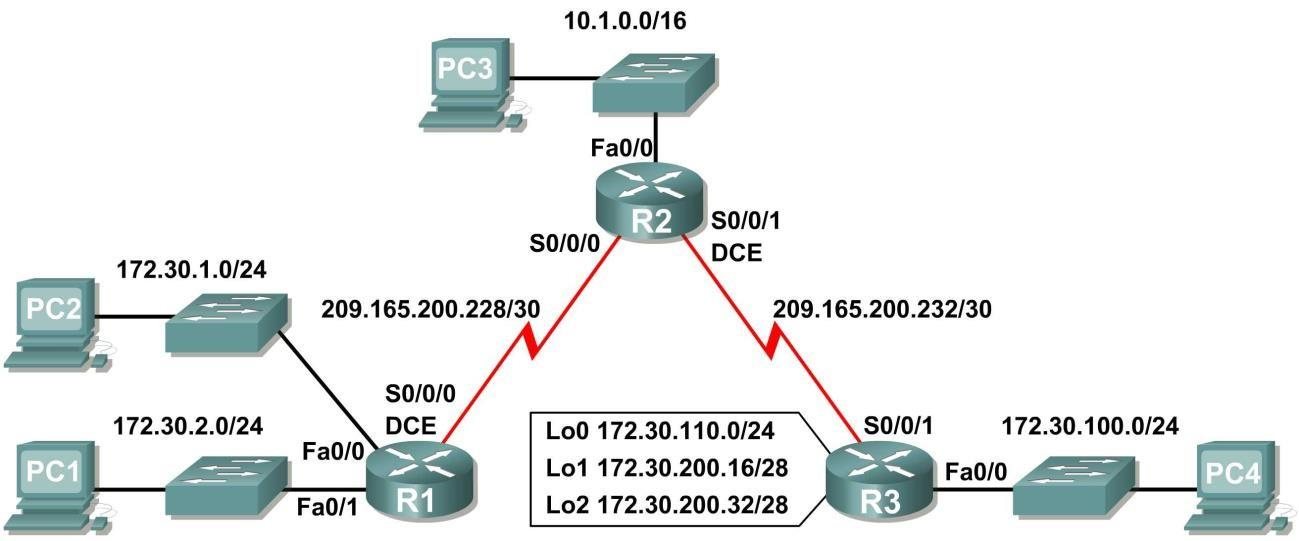 10.1.0.0/16
PC3
Fa0/0
R2
S0/0/0
S0/0/1
DCE
172.30.1.0/24
PC2
209.165.200.228/30
209.165.200.232/30
S0/0/0
DCE
172.30.2.0/24
PC1
Fa0/0
Fa0/1
R1
Lo0 172.30.110.0/24
Lo1 172.30.200.16/28
Lo2 172.30.200.32/28
S0/0/1
R3
Fa0/0
172.30.100.0/24
PC4